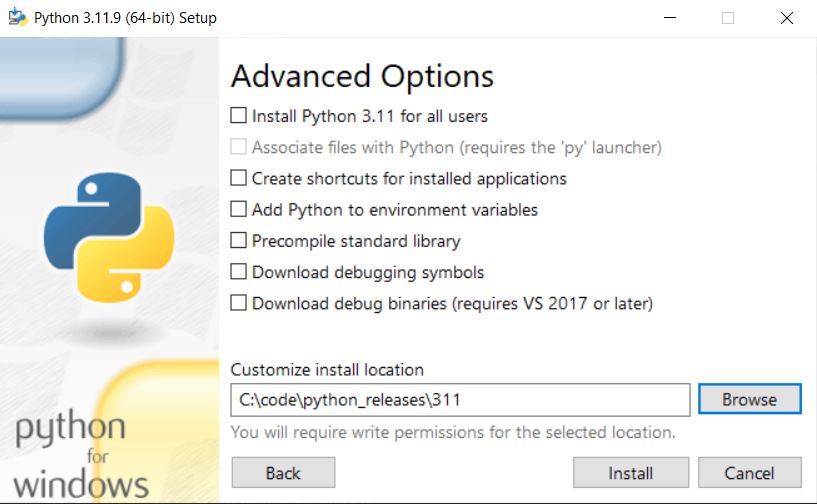 Python 3.11.9 (64-bit) Setup
Advanced Options
Install Python 3.11 for all users
Associate files with Python (requires the 'py' launcher)
Create shortcuts for installed applications
Add Python to environment variables
Precompile standard library
Download debugging symbols
Download debug binaries (requires VS 2017 or later)
Customize install location
C:\code\python_releases\311
Browse
You will require write permissions for the selected location.
Back
Install
Cancel
python
for
windows